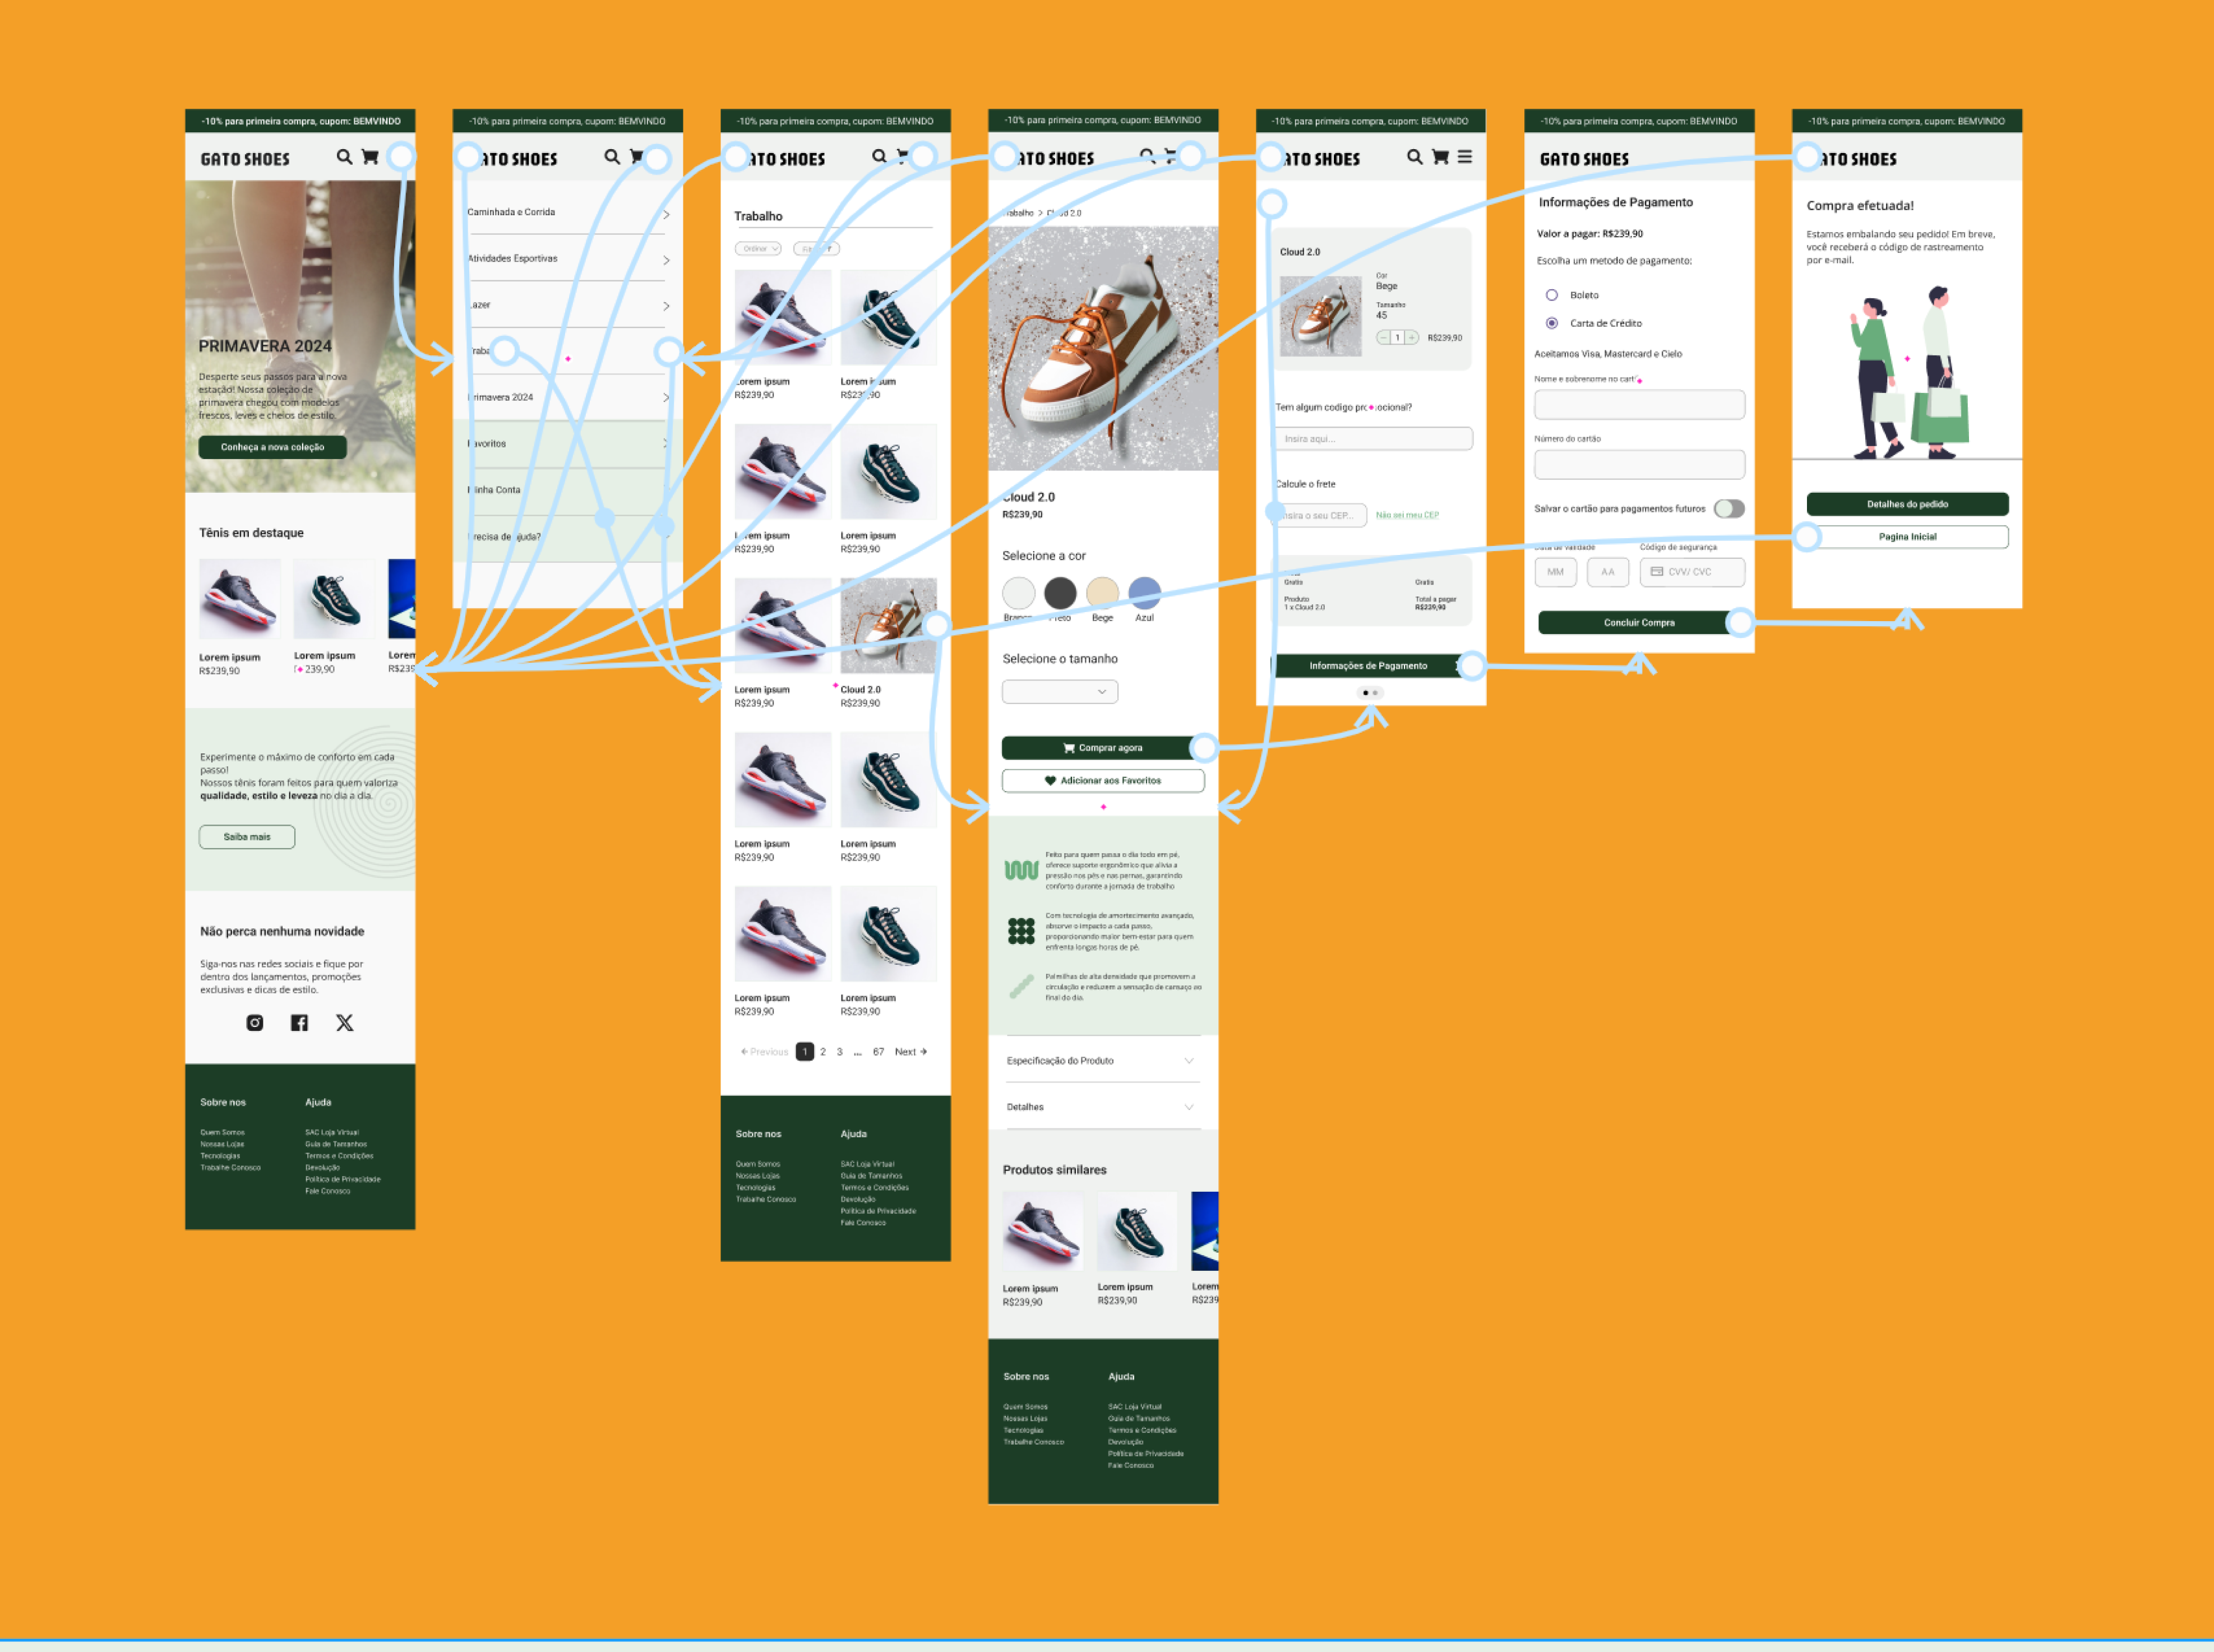 -10% para primeira compra, cupom: BEMVINDO
GATO SHOES
PRIMAVERA 2024
Desperte seus passos para a nova
estação! Nossa coleção de
primavera chegou com modelos
frescos, leves e cheios de estilo.
Conheça a nova coleção
Tênis em destaque
Lorem ipsum
R$239,90
Lorem ipsum
239,90
Lorem
R$239
Experimente o máximo de conforto em cada
passo!
Nossos tênis foram feitos para quem valoriza
qualidade, estilo e leveza no dia a dia.
Saiba mais
Não perca nenhuma novidade
Siga-nos nas redes sociais e fique por
dentro dos lançamentos, promoções
exclusivas e dicas de estilo.
Sobre nos
Quem Somos
Nossas Lojas
Tecnologias
Trabalhe Conosco
Ajuda
SAC Loja Virtual
Guia de Tamanhos
Termos e Condições
Devolução
Política de Privacidade
Fale Conosco
-10% para primeira compra, cupom: BEMVINDO
ATO SHOES
Caminhada e Corrida
Atividades Esportivas
azer
Traba
Primavera 2024
Favoritos
Minha Conta
Precisa de ajuda?
-10% para primeira compra, cupom: BEMVINDO
ATO SHOES
Trabalho
Ordinar
Lorem ipsum
R$239,90
Lorem ipsum
R$239,90
Lorem ipsum
R$239,90
Lorem ipsum
R$239,90
Lorem ipsum
R$239,90
Cloud 2.0
R$239,90
Lorem ipsum
R$239,90
Lorem ipsum
R$239,90
Lorem ipsum
R$239,90
Lorem ipsum
R$239,90
Previous 1 2 3 ... 67 Next
Sobre nos
Quem Somos
Nossas Lojas
Tecnologias
Trabalhe Conosco
Ajuda
SAC Loja Virtual
Guia de Tamanhos
Termos e Condições
Devolução
Política de Privacidade
Fale Conosco
-10% para primeira compra, cupom: BEMVINDO
ATO SHOES
Trabalho > Cloud 2.0
Cloud 2.0
R$239,90
Selecione a cor
Branco Preto Bege Azul
Selecione o tamanho
Comprar agora
Adicionar aos Favoritos
Feito para quem passa o dia todo em pé,
oferece suporte ergonômico que alivia a
pressão nos pés e nas pernas, garantindo
conforto durante a jornada de trabalho
Com tecnologia de amortecimento avançado,
absorve o impacto a cada passo,
proporcionando maior bem-estar para quem
enfrenta longas horas de pé.
Palmilhas de alta densidade que promovem a
circulação e reduzem a sensação de cansaço ao
final do dia.
Especificação do Produto
Detalhes
Produtos similares
Lorem ipsum
R$239,90
Lorem ipsum
R$239,90
Lorem
R$239
Sobre nos
Quem Somos
Nossas Lojas
Tecnologias
Trabalhe Conosco
Ajuda
SAC Loja Virtual
Guia de Tamanhos
Termos e Condições
Devolução
Política de Privacidade
Fale Conosco
-10% para primeira compra, cupom: BEMVINDO
ATO SHOES
Cloud 2.0
Cor
Bege
Tamanho
45
1
R$239,90
Tem algum codigo promocional?
Insira aqui...
Calcule o frete
Insira o seu CEP...
Não sei meu CEP
Gratis
Gratis
Produto
1 x Cloud 2.0
Total a pagar
R$239,90
Informações de Pagamento
-10% para primeira compra, cupom: BEMVINDO
GATO SHOES
Informações de Pagamento
Valor a pagar: R$239,90
Escolha um metodo de pagamento:
Boleto
Carta de Crédito
Aceitamos Visa, Mastercard e Cielo
Nome e sobrenome no cart
Número do cartão
Salvar o cartão para pagamentos futuros
Data de validade
Código de segurança
MM
AA
CVV/ CVC
Concluir Compra
-10% para primeira compra, cupom: BEMVINDO
ATO SHOES
Compra efetuada!
Estamos embalando seu pedido! Em breve,
você receberá o código de rastreamento
por e-mail.
Detalhes do pedido
Pagina Inicial